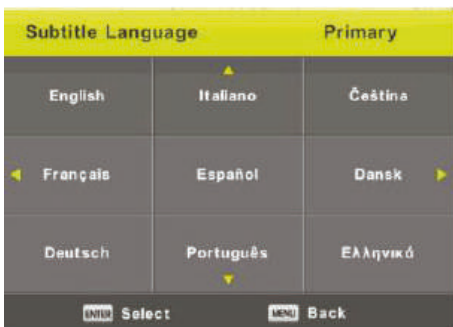 Subtitle Language Primary
English Italiano Čeština
Français Español Dansk
Deutsch Português Ελληνικά
ENTER Select MENU Back